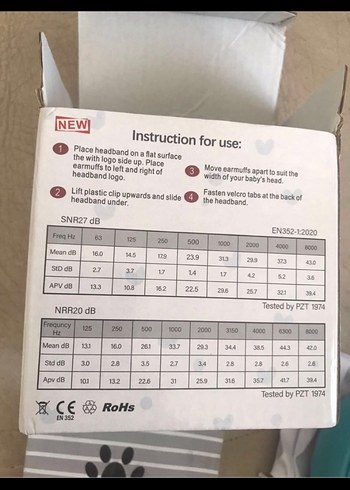 NEW
Instruction for use:
1 Place headband on a flat surface
the with logo side up. Place
earmuffs to left and right of
headband logo.
2 Lift plastic clip upwards and slide
headband under.
3 Move earmuffs apart to suit the
width of your baby's head.
4 Fasten velcro tabs at the back of
the headband.
SNR27 dB EN352-1:2020
Freq Hz 63 125 250 500 1000 2000 4000 8000
Mean dB 16.0 14.5 17.9 23.9 31.3 29.9 37.3 43.0
StD dB 2.7 3.7 1.7 1.4 1.7 4.2 5.2 3.6
APV dB 13.3 10.8 16.2 22.5 29.6 25.7 32.1 39.4
Tested by PZT 1974
NRR20 dB
Frequncy
Hz 125 250 500 1000 2000 3150 4000 6300 8000
Mean dB 13.1 16.0 26.1 33.7 29.3 34.4 38.5 44.3 42.0
Std dB 3.0 2.8 3.5 2.7 3.4 2.8 2.8 2.6 2.6
Apv dB 10.1 13.2 22.6 31 25.9 31.6 35.7 41.7 39.4
Tested by PZT 1974
CE RoHs
EN 352